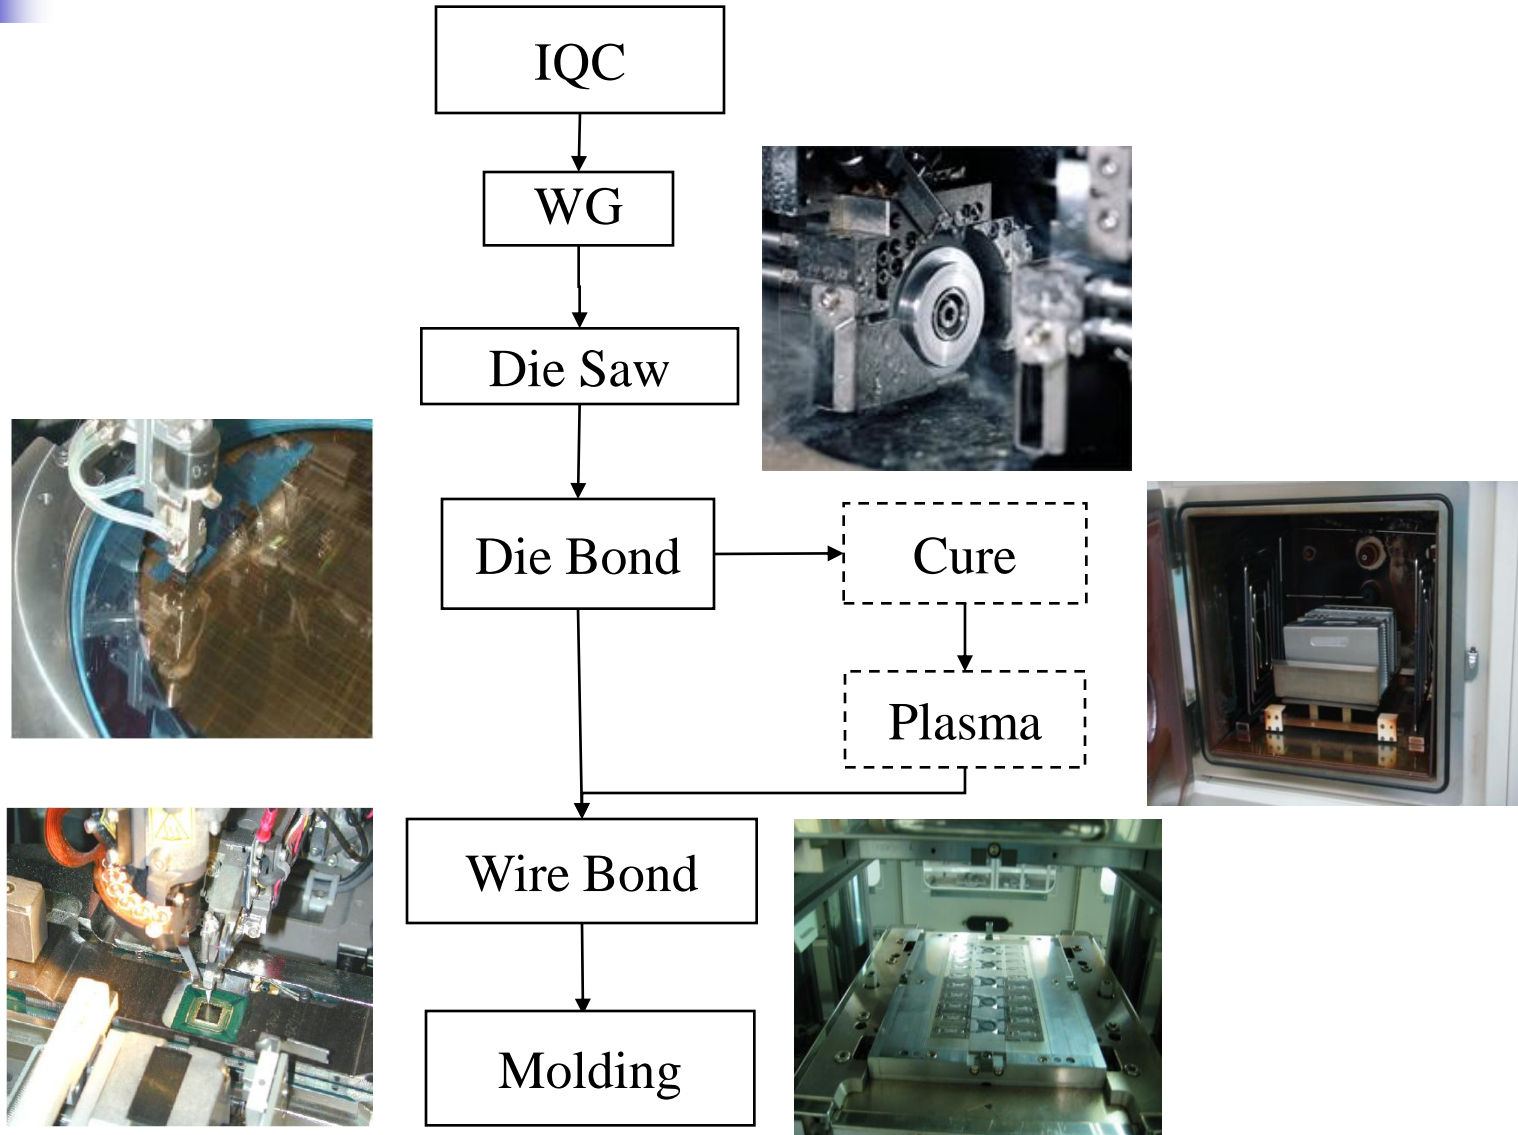 IQC
WG
Die Saw
Die Bond
Cure
Plasma
Wire Bond
Molding